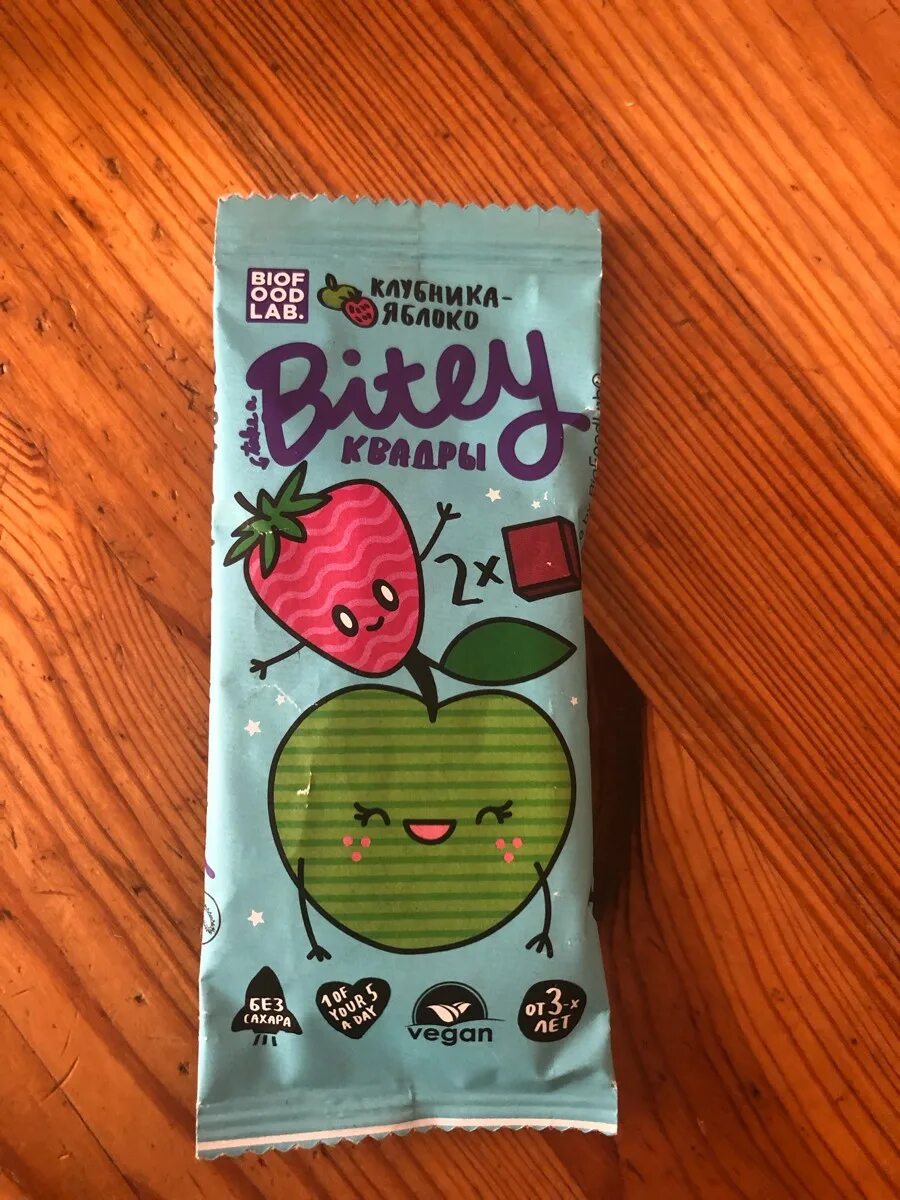 BIOF
OOD
LAB.
КЛУБНИКА-
ЯБЛОКО
take a
Bitey
КВАДРЫ
2x
БЕЗ
САХАРА
1 OF
YOUR 5
A DAY
vegan
ОТ 3-х
ЛЕТ